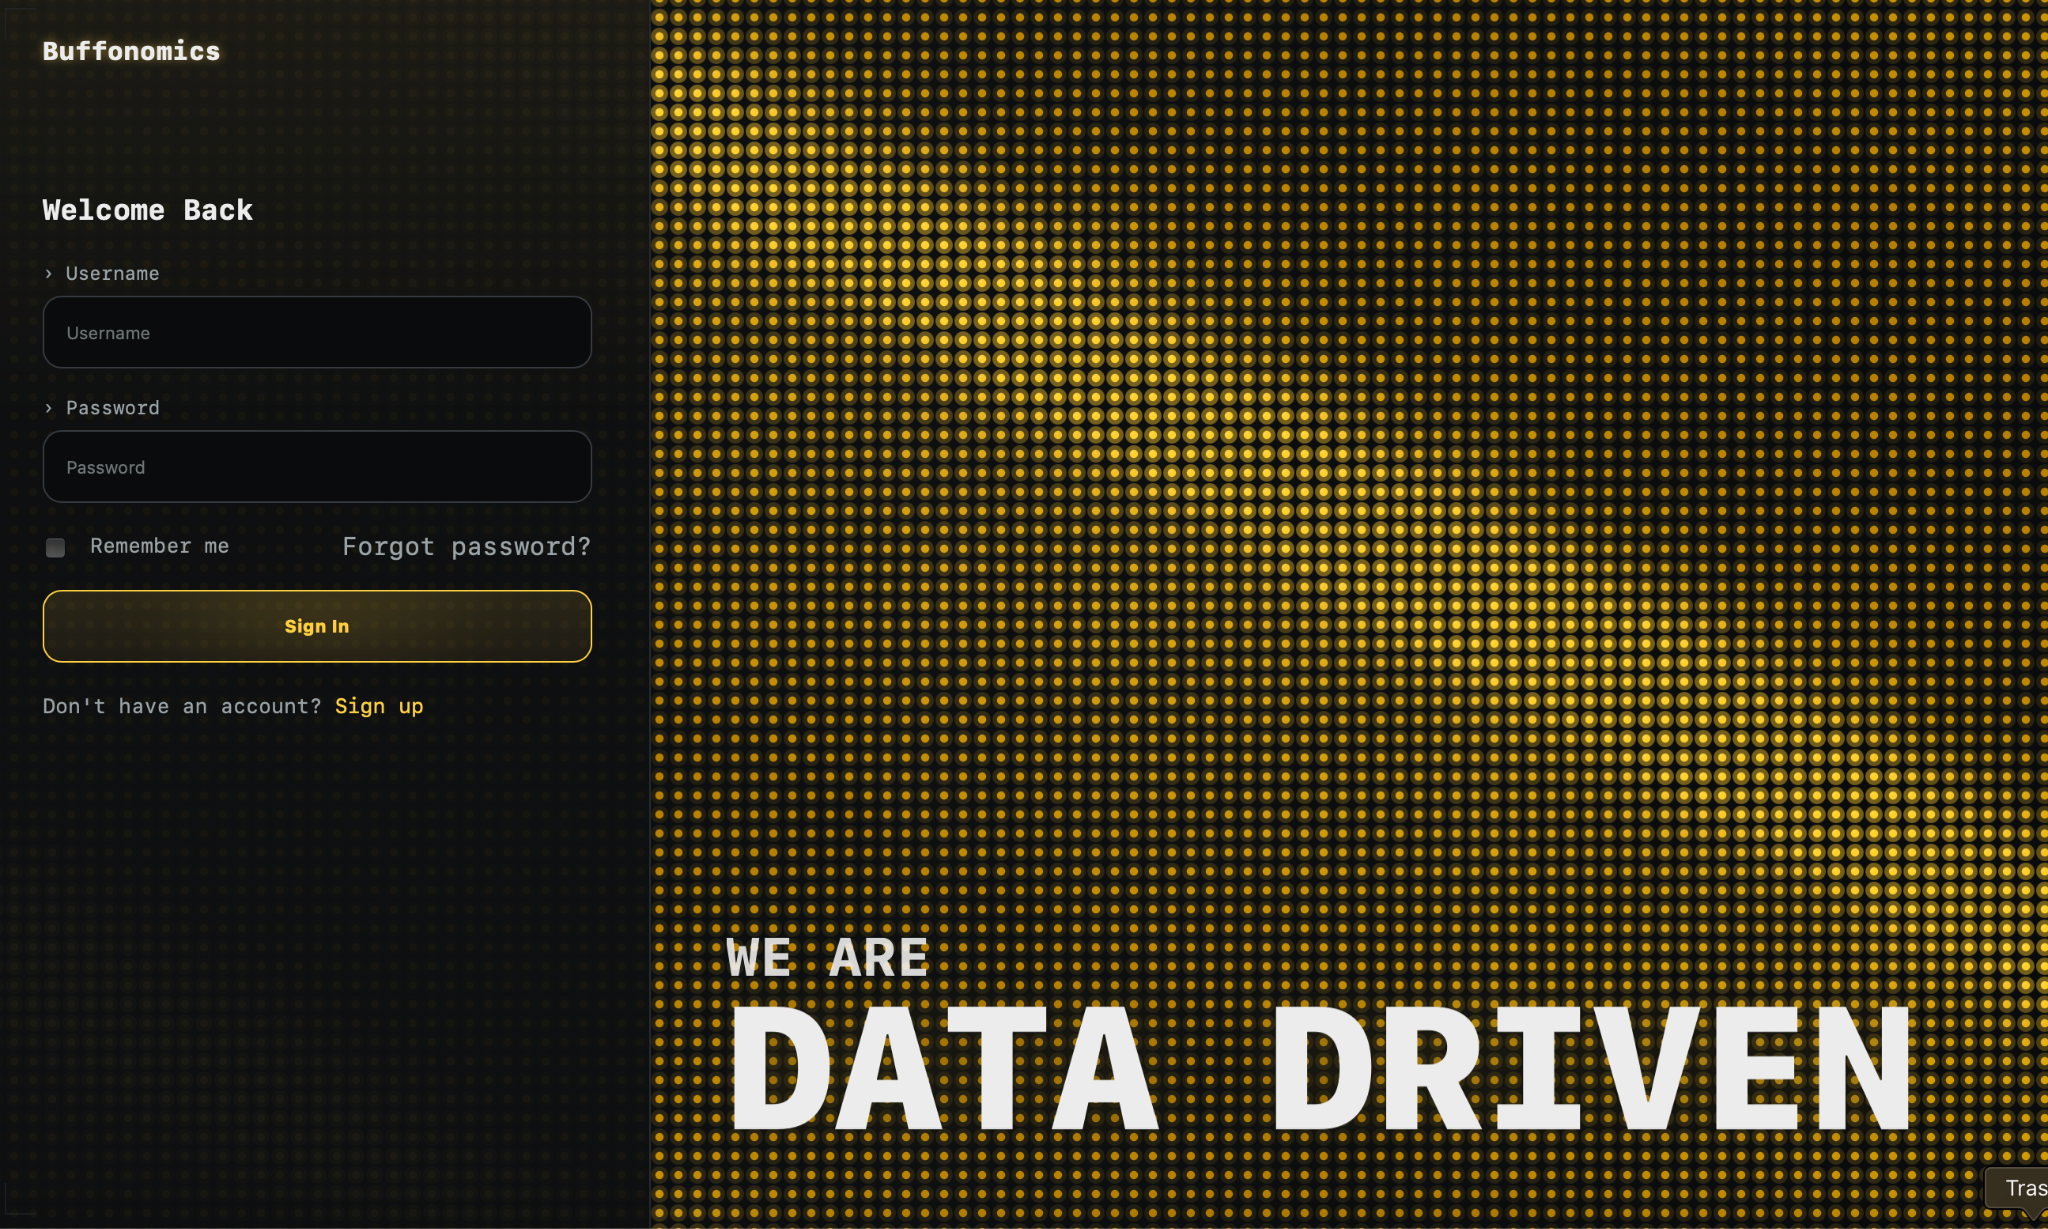 Buffonomics
Welcome Back
› Username
Username
› Password
Password
Remember me
Forgot password?
Sign In
Don't have an account? Sign up
WE ARE
DATA DRIVEN
Tras